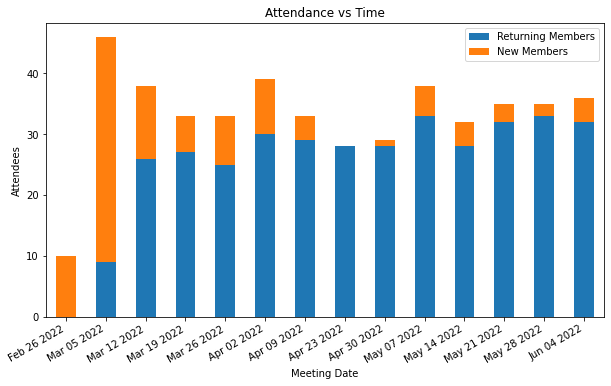 Attendance vs Time
Returning Members
New Members
Attendees
40
30
20
10
0
Feb 26 2022
Mar 05 2022
Mar 12 2022
Mar 19 2022
Mar 26 2022
Apr 02 2022
Apr 09 2022
Apr 23 2022
Apr 30 2022
May 07 2022
May 14 2022
May 21 2022
May 28 2022
Jun 04 2022
Meeting Date